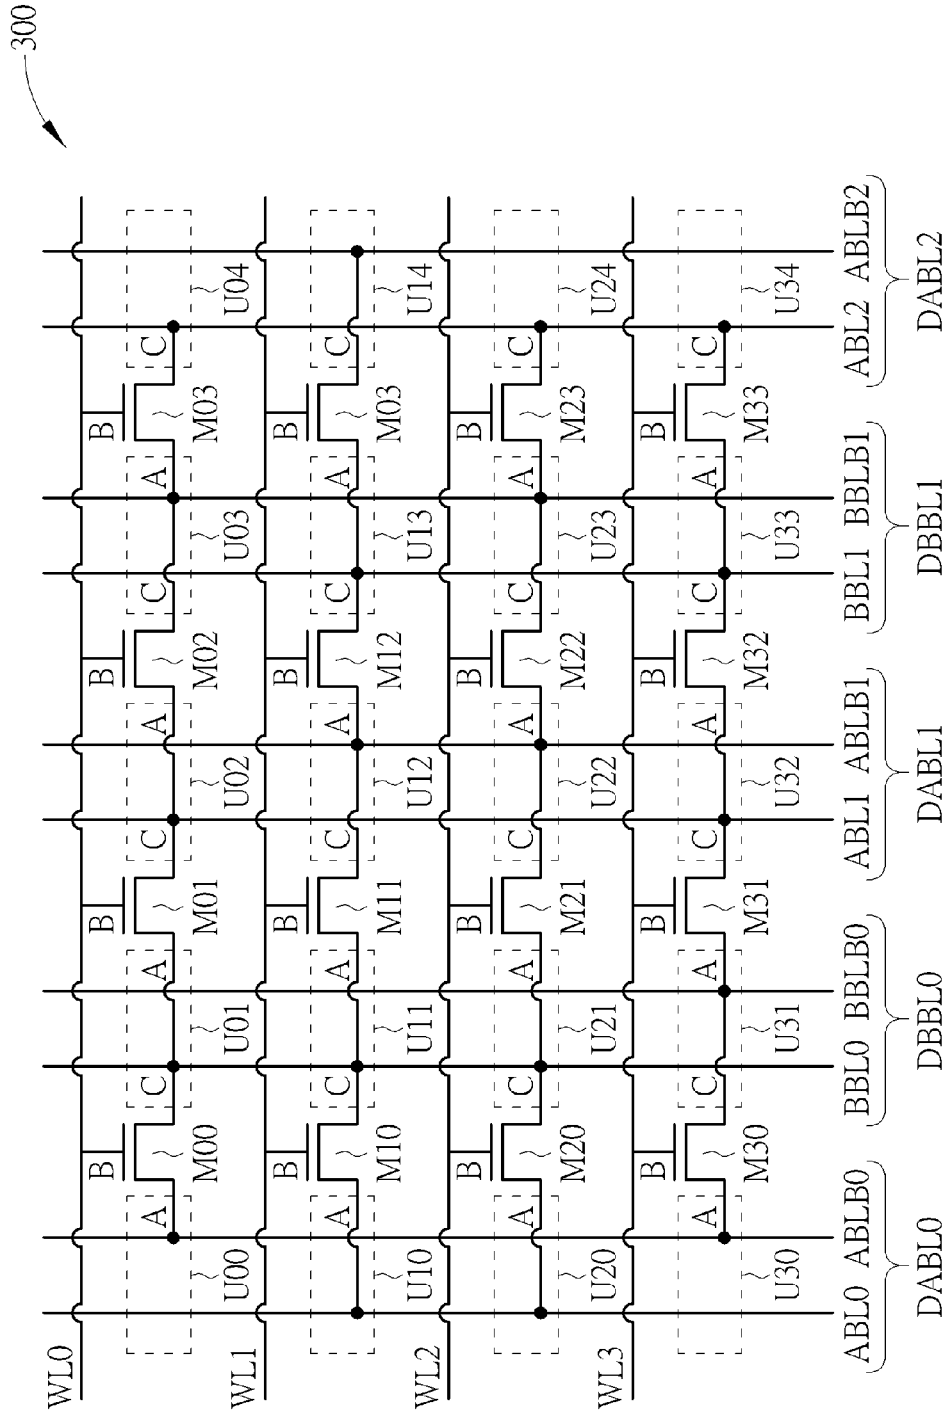 300
WL0
B B B B
A C A C A C A C
M00 M01 M02 M03
U00 U01 U02 U03 U04
WL1
B B B B
A C A C A C A C
M10 M11 M12 M03
U10 U11 U12 U13 U14
WL2
B B B B
A C A C A C A C
M20 M21 M22 M23
U20 U21 U22 U23 U24
WL3
B B B B
A C A C A C A C
M30 M31 M32 M33
U30 U31 U32 U33 U34
ABL0 ABLB0 BBL0 BBLB0 ABL1 ABLB1 BBL1 BBLB1 ABL2 ABLB2
DABL0 DBBL0 DABL1 DBBL1 DABL2